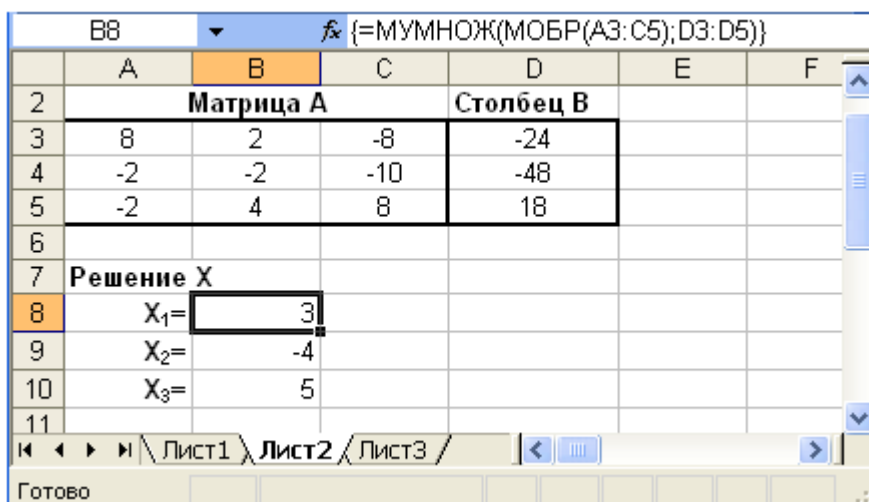 B8 fx {=МУМНОЖ(МОБР(A3:C5);D3:D5)}
A B C D E F
2 Матрица А Столбец В
3 8 2 -8 -24
4 -2 -2 -10 -48
5 -2 4 8 18
6
7 Решение X
8 X₁= 3
9 X₂= -4
10 X₃= 5
11
Лист1 Лист2 Лист3
Готово